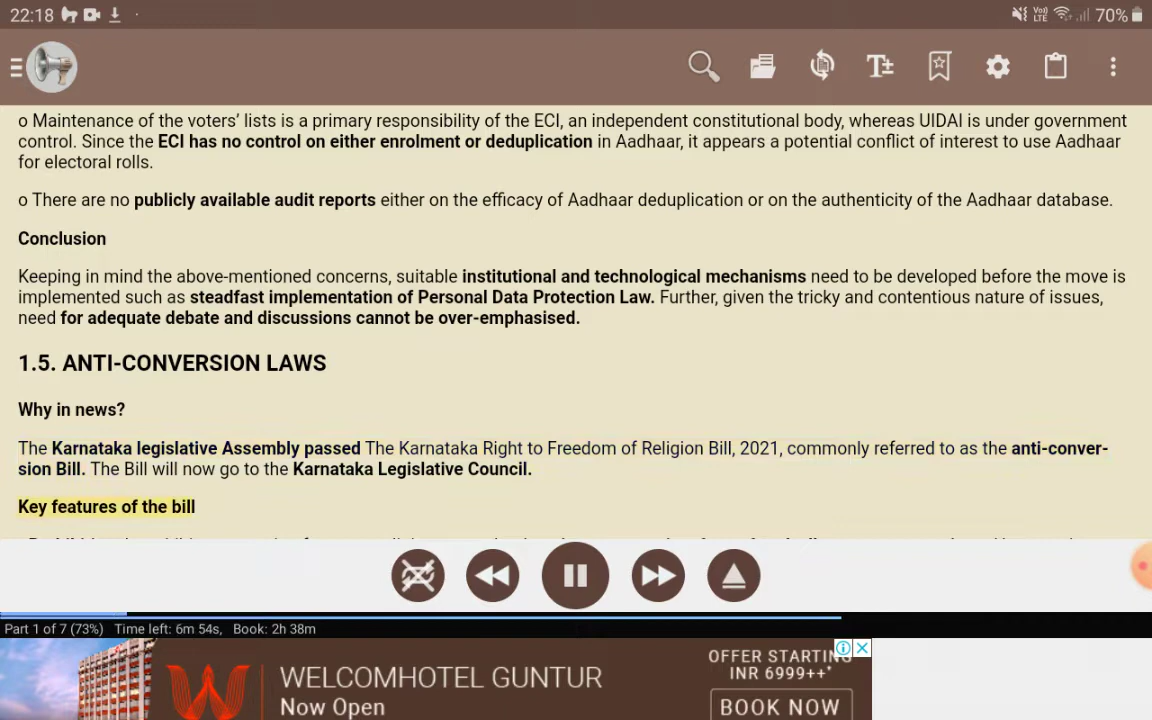 22:18
70%
o Maintenance of the voters' lists is a primary responsibility of the ECI, an independent constitutional body, whereas UIDAI is under government
control. Since the ECI has no control on either enrolment or deduplication in Aadhaar, it appears a potential conflict of interest to use Aadhaar
for electoral rolls.
o There are no publicly available audit reports either on the efficacy of Aadhaar deduplication or on the authenticity of the Aadhaar database.
Conclusion
Keeping in mind the above-mentioned concerns, suitable institutional and technological mechanisms need to be developed before the move is
implemented such as steadfast implementation of Personal Data Protection Law. Further, given the tricky and contentious nature of issues,
need for adequate debate and discussions cannot be over-emphasised.
1.5. ANTI-CONVERSION LAWS
Why in news?
The Karnataka legislative Assembly passed The Karnataka Right to Freedom of Religion Bill, 2021, commonly referred to as the anti-conver-
sion Bill. The Bill will now go to the Karnataka Legislative Council.
Key features of the bill
Part 1 of 7 (73%) Time left: 6m 54s, Book: 2h 38m
WELCOMHOTEL GUNTUR
Now Open
OFFER STARTING
INR 6999++*
BOOK NOW